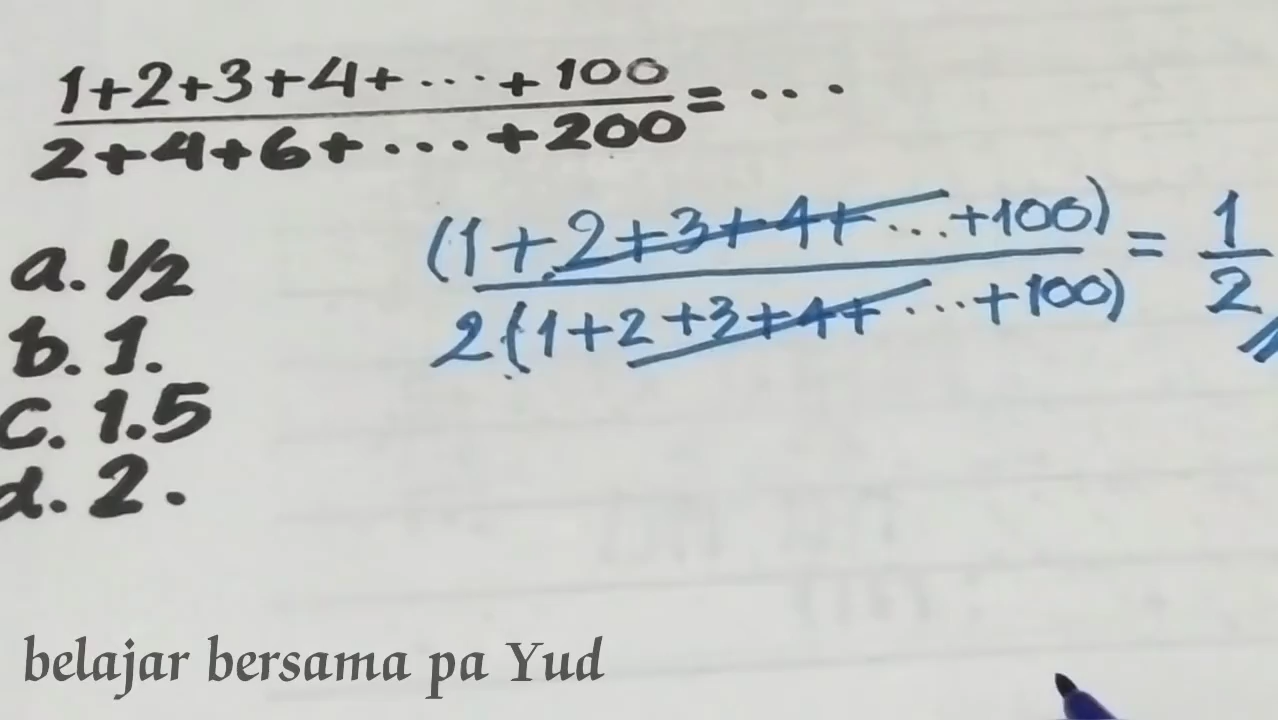 1+2+3+4+ ... + 100
2+4+6+ ... +200
= ...
(1+2+3+4+ ... +100)
2(1+2+3+4+ ... +100)
= 1/2
a. 1/2
b. 1.
c. 1.5
d. 2.
belajar bersama pa Yud